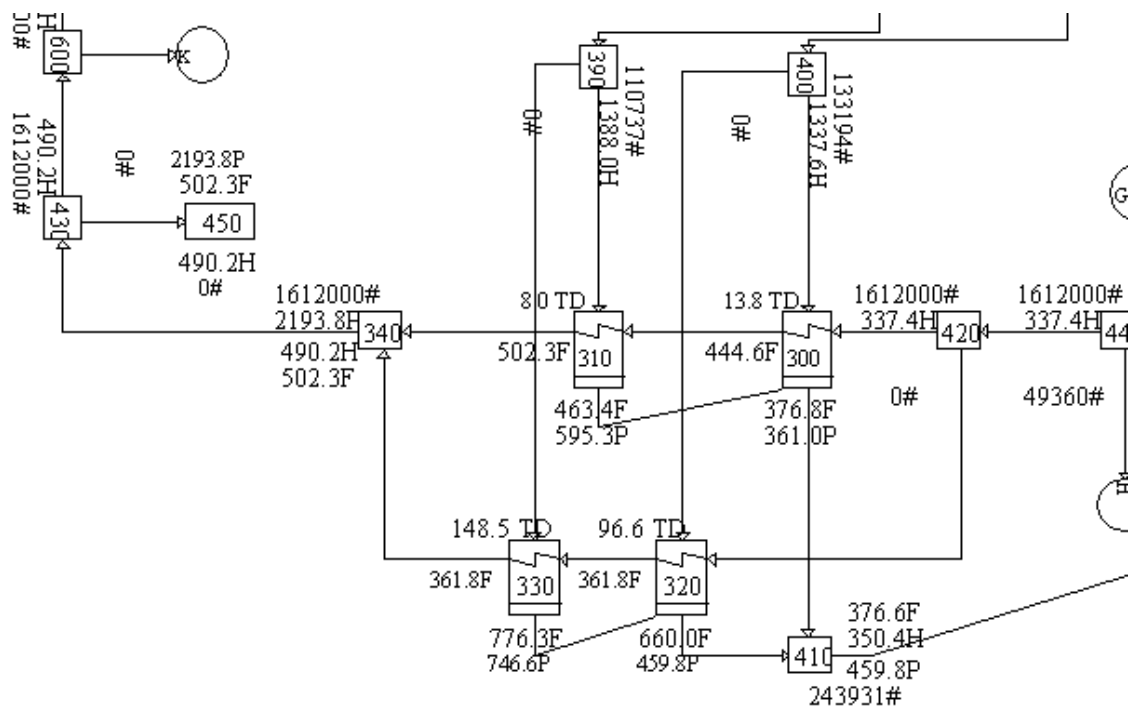 00#
H
600
K
390
110737#
1388.0H
400
133194#
1337.6H
0#
0#
490.2H
1612000#
0#
2193.8P
502.3F
430
450
490.2H
0#
G
1612000#
2193.8H
340
490.2H
502.3F
8.0 TD
502.3F
310
463.4F
595.3P
13.8 TD
444.6F
300
376.8F
361.0P
1612000#
337.4H
420
0#
1612000#
337.4H
44
49360#
H
148.5 TD
361.8F
330
776.3F
746.6P
96.6 TD
361.8F
320
660.0F
459.8P
410
376.6F
350.4H
459.8P
243931#